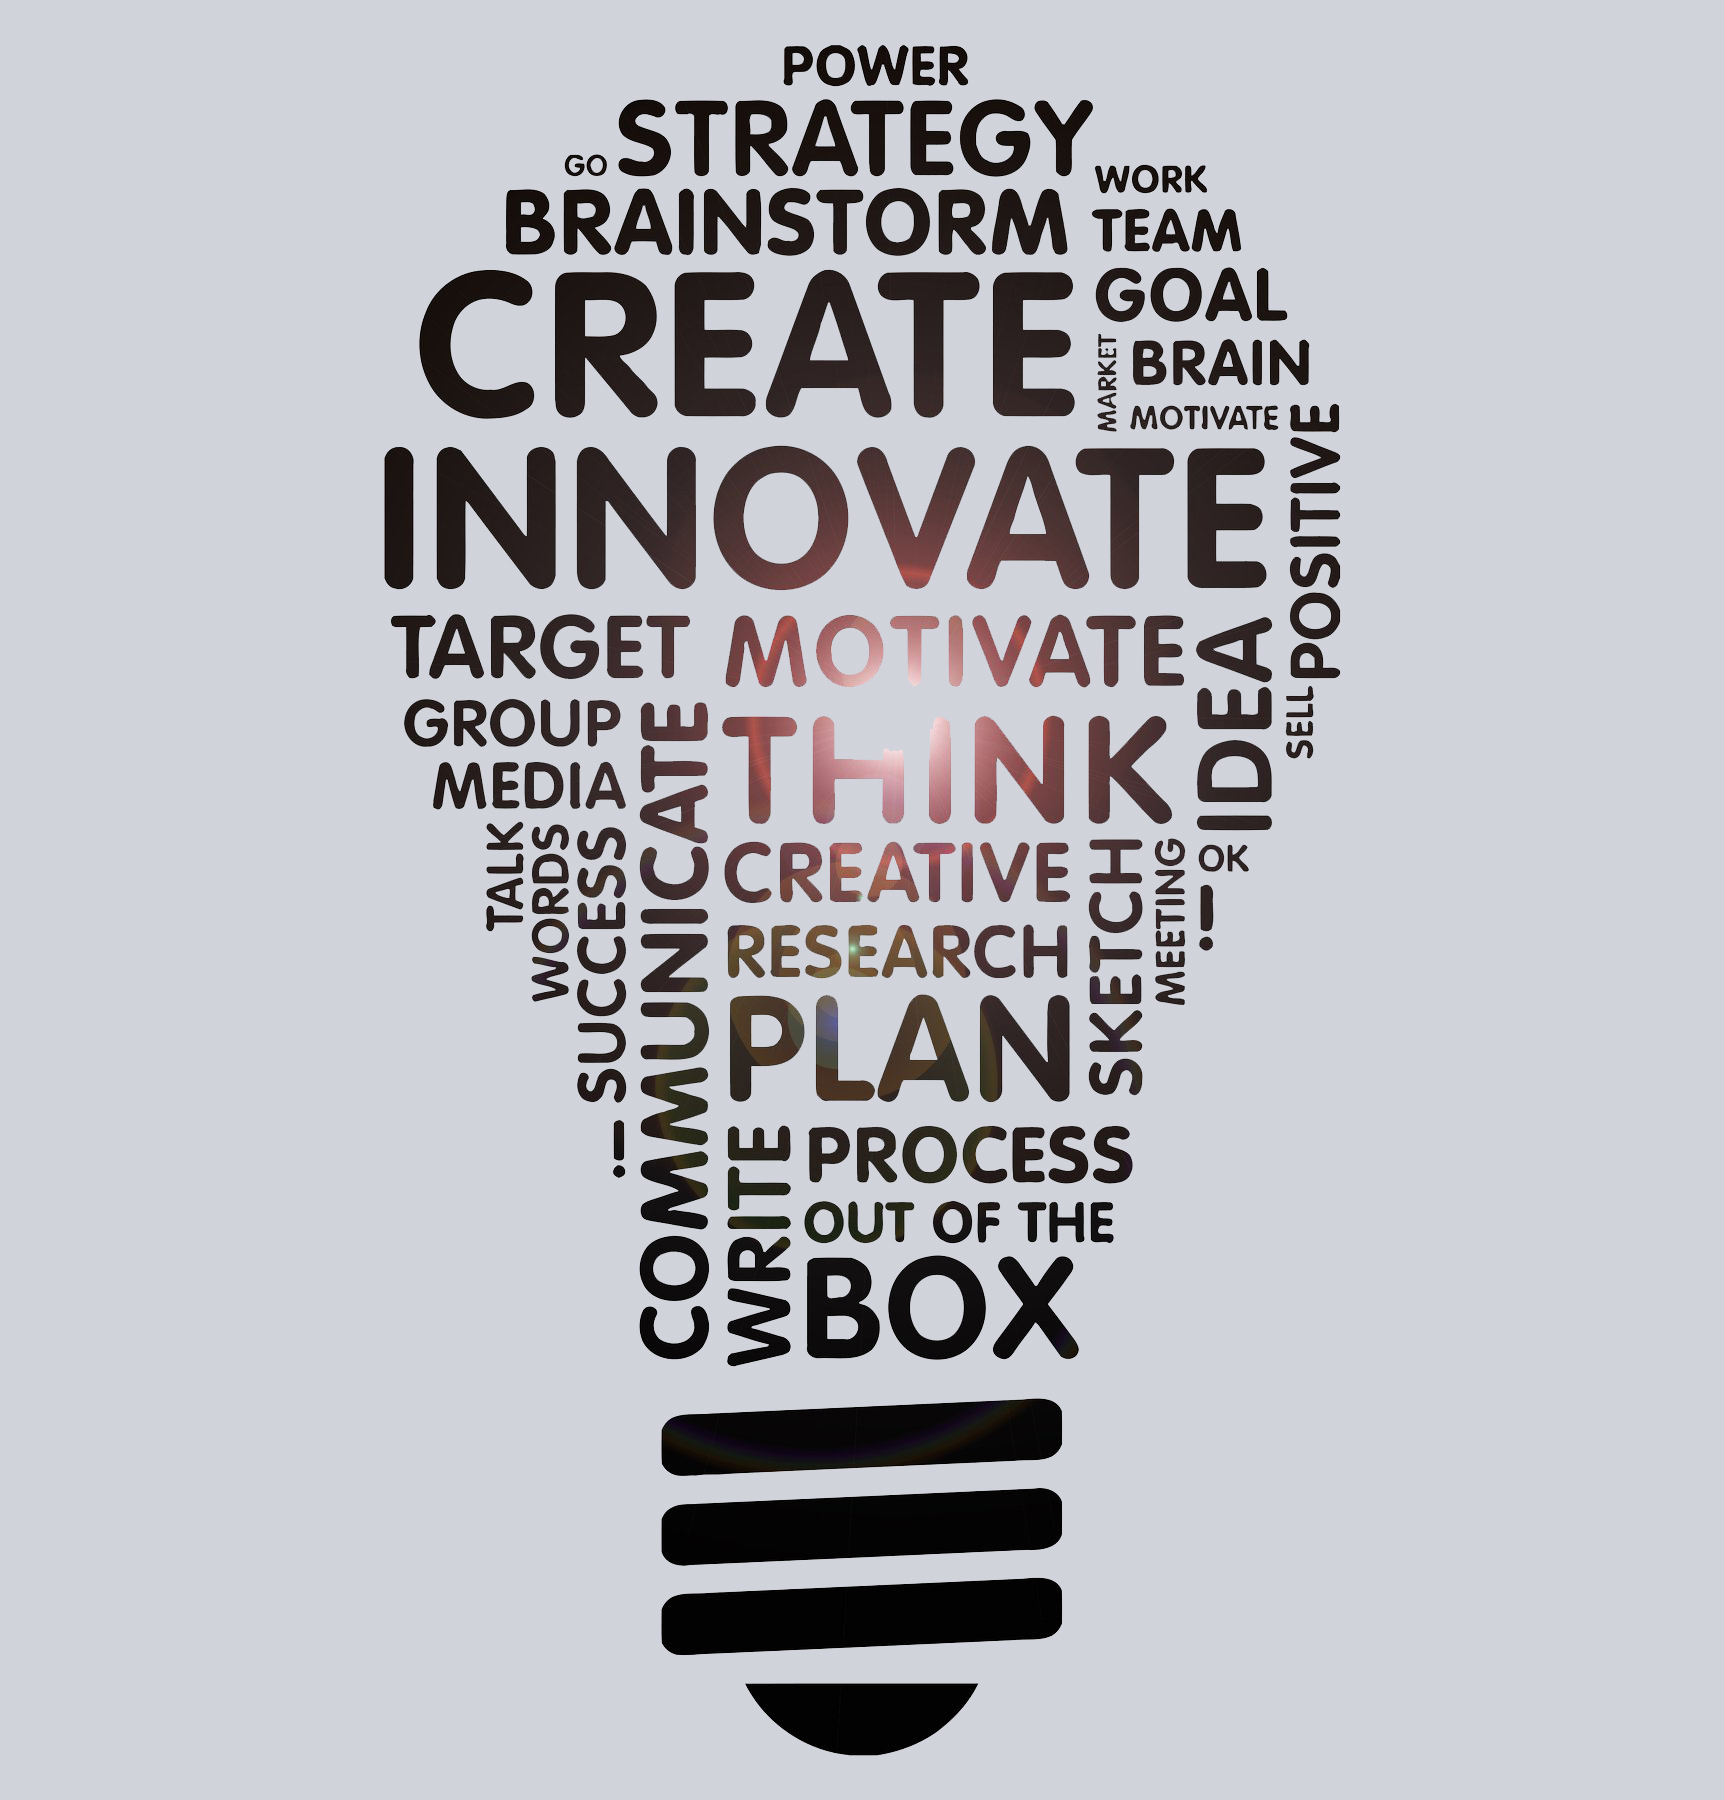 POWER
STRATEGY
GO
WORK
BRAINSTORM
TEAM
CREATE
GOAL
MARKET
BRAIN
MOTIVATE
INNOVATE
POSITIVE
TARGET
MOTIVATE
IDEA
SELL
GROUP
MEDIA
COMMUNICATE
THINK
TALK
WORDS
SUCCESS
CREATIVE
SKETCH
MEETING
OK
!
RESEARCH
PLAN
!
WRITE
PROCESS
OUT OF THE
BOX